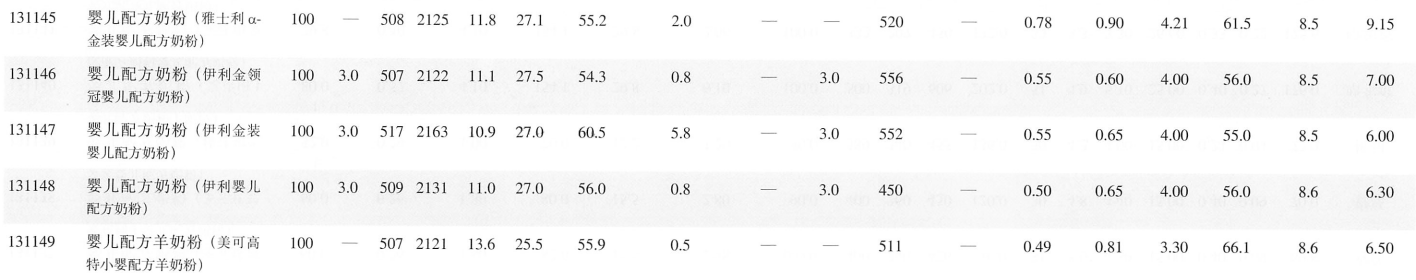 131145 婴儿配方奶粉（雅士利 α- 100 — 508 2125 11.8 27.1 55.2 2.0 — — 520 — 0.78 0.90 4.21 61.5 8.5 9.15
金装婴儿配方奶粉）
131146 婴儿配方奶粉（伊利金领 100 3.0 507 2122 11.1 27.5 54.3 0.8 — 3.0 556 — 0.55 0.60 4.00 56.0 8.5 7.00
冠婴儿配方奶粉）
131147 婴儿配方奶粉（伊利金装 100 3.0 517 2163 10.9 27.0 60.5 5.8 — 3.0 552 — 0.55 0.65 4.00 55.0 8.5 6.00
婴儿配方奶粉）
131148 婴儿配方奶粉（伊利婴儿 100 3.0 509 2131 11.0 27.0 56.0 0.8 — 3.0 450 — 0.50 0.65 4.00 56.0 8.6 6.30
配方奶粉）
131149 婴儿配方羊奶粉（美可高 100 — 507 2121 13.6 25.5 55.9 0.5 — — 511 — 0.49 0.81 3.30 66.1 8.6 6.50
特小婴配方羊奶粉）